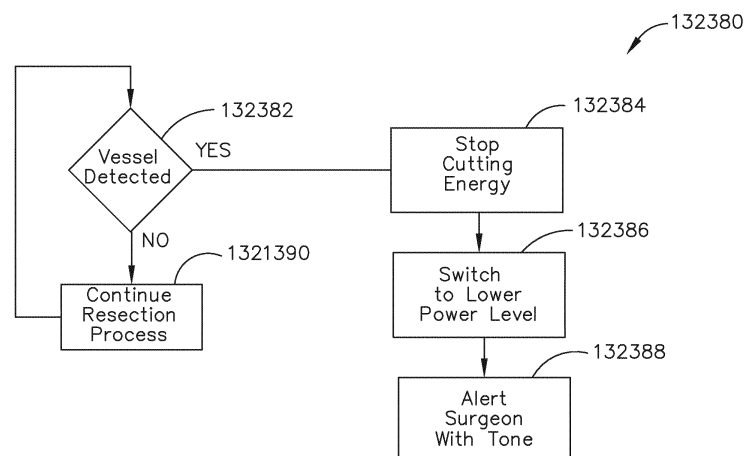 132380
132382
132384
Vessel
Detected
YES
Stop
Cutting
Energy
NO
132386
1321390
Continue
Resection
Process
Switch
to Lower
Power Level
132388
Alert
Surgeon
With Tone